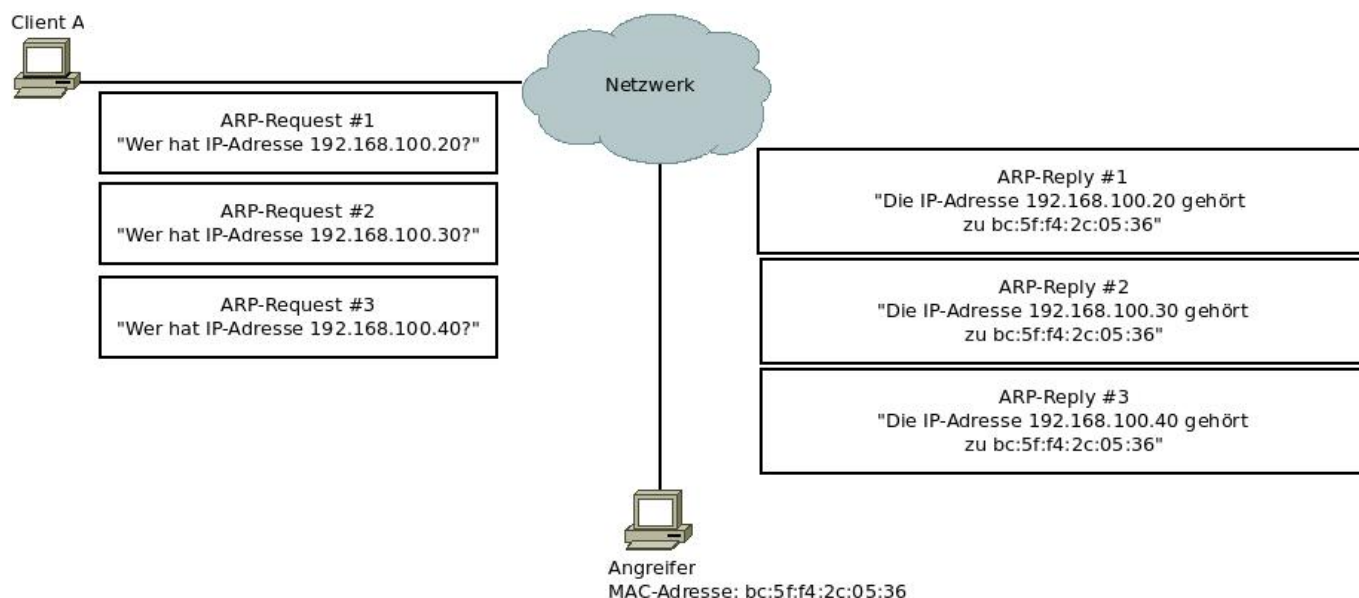 Client A
Netzwerk
ARP-Request #1
"Wer hat IP-Adresse 192.168.100.20?"
ARP-Request #2
"Wer hat IP-Adresse 192.168.100.30?"
ARP-Request #3
"Wer hat IP-Adresse 192.168.100.40?"
ARP-Reply #1
"Die IP-Adresse 192.168.100.20 gehört
zu bc:5f:f4:2c:05:36"
ARP-Reply #2
"Die IP-Adresse 192.168.100.30 gehört
zu bc:5f:f4:2c:05:36"
ARP-Reply #3
"Die IP-Adresse 192.168.100.40 gehört
zu bc:5f:f4:2c:05:36"
Angreifer
MAC-Adresse: bc:5f:f4:2c:05:36